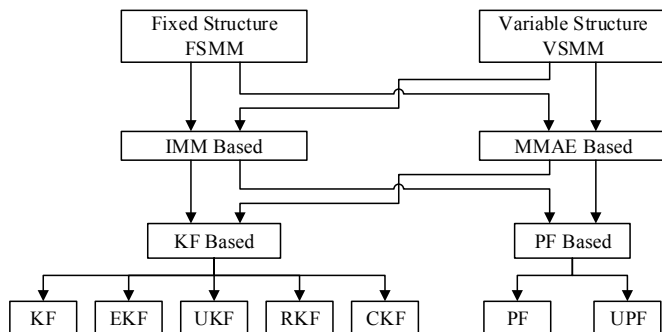 Fixed Structure
FSMM
Variable Structure
VSMM
IMM Based
MMAE Based
KF Based
PF Based
KF
EKF
UKF
RKF
CKF
PF
UPF